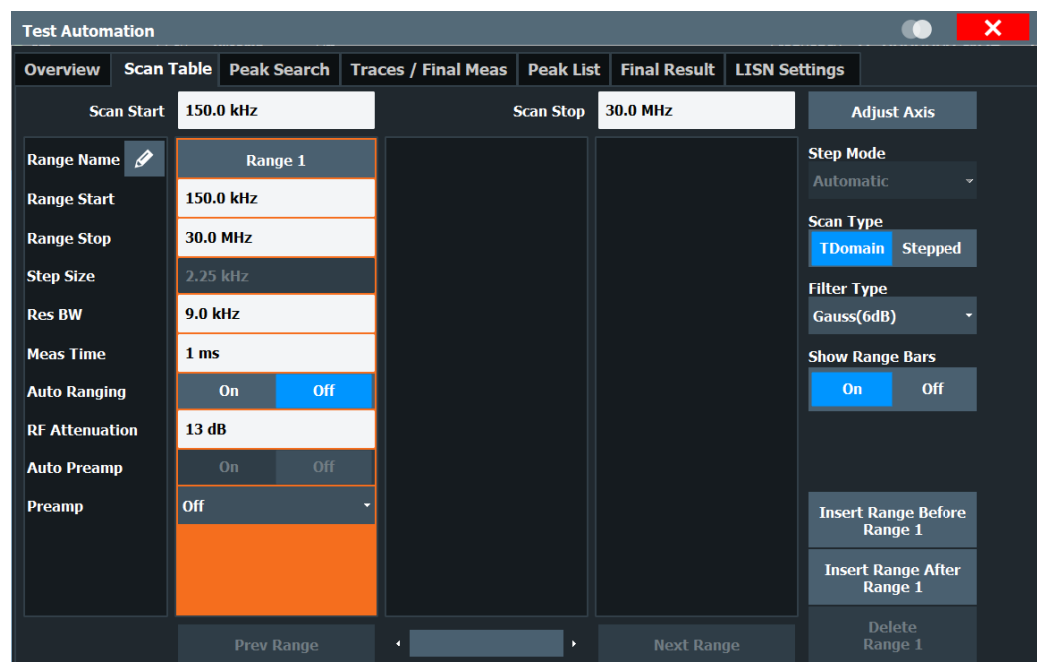 Test Automation
Overview Scan Table Peak Search Traces / Final Meas Peak List Final Result LISN Settings
Scan Start 150.0 kHz Scan Stop 30.0 MHz Adjust Axis
Range Name Range 1
Range Start 150.0 kHz
Range Stop 30.0 MHz
Step Size 2.25 kHz
Res BW 9.0 kHz
Meas Time 1 ms
Auto Ranging On Off
RF Attenuation 13 dB
Auto Preamp On Off
Preamp Off
Step Mode
Automatic
Scan Type
TDomain Stepped
Filter Type
Gauss(6dB)
Show Range Bars
On Off
Insert Range Before
Range 1
Insert Range After
Range 1
Delete
Range 1
Prev Range Next Range